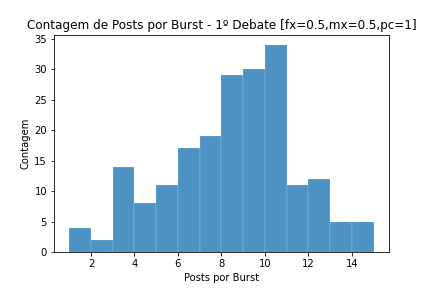 Contagem de Posts por Burst - 1º Debate [fx=0.5,mx=0.5,pc=1]
35
30
25
20
15
10
5
0
Contagem
2 4 6 8 10 12 14
Posts por Burst